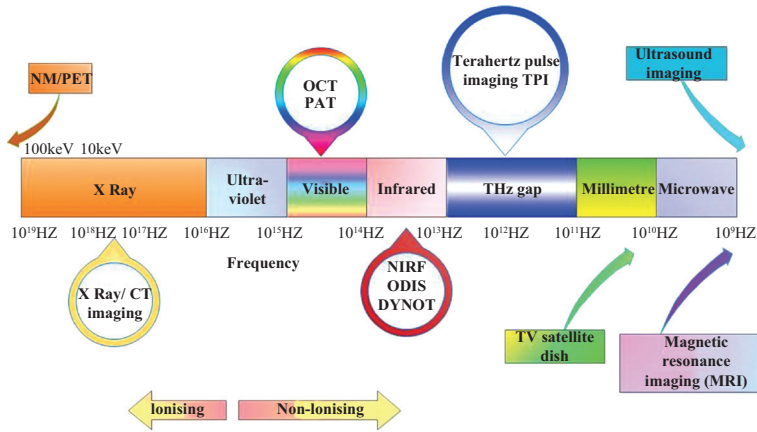 NM/PET
OCT
PAT
Terahertz pulse
imaging TPI
Ultrasound
imaging
100keV 10keV
X Ray
Ultra-
violet
Visible
Infrared
THz gap
Millimetre
Microwave
10¹⁹HZ 10¹⁸HZ 10¹⁷HZ 10¹⁶HZ 10¹⁵HZ 10¹⁴HZ 10¹³HZ 10¹²HZ 10¹¹HZ 10¹⁰HZ 10⁹HZ
Frequency
X Ray/ CT
imaging
NIRF
ODIS
DYNOT
TV satellite
dish
Magnetic
resonance
imaging (MRI)
Ionising
Non-Ionising